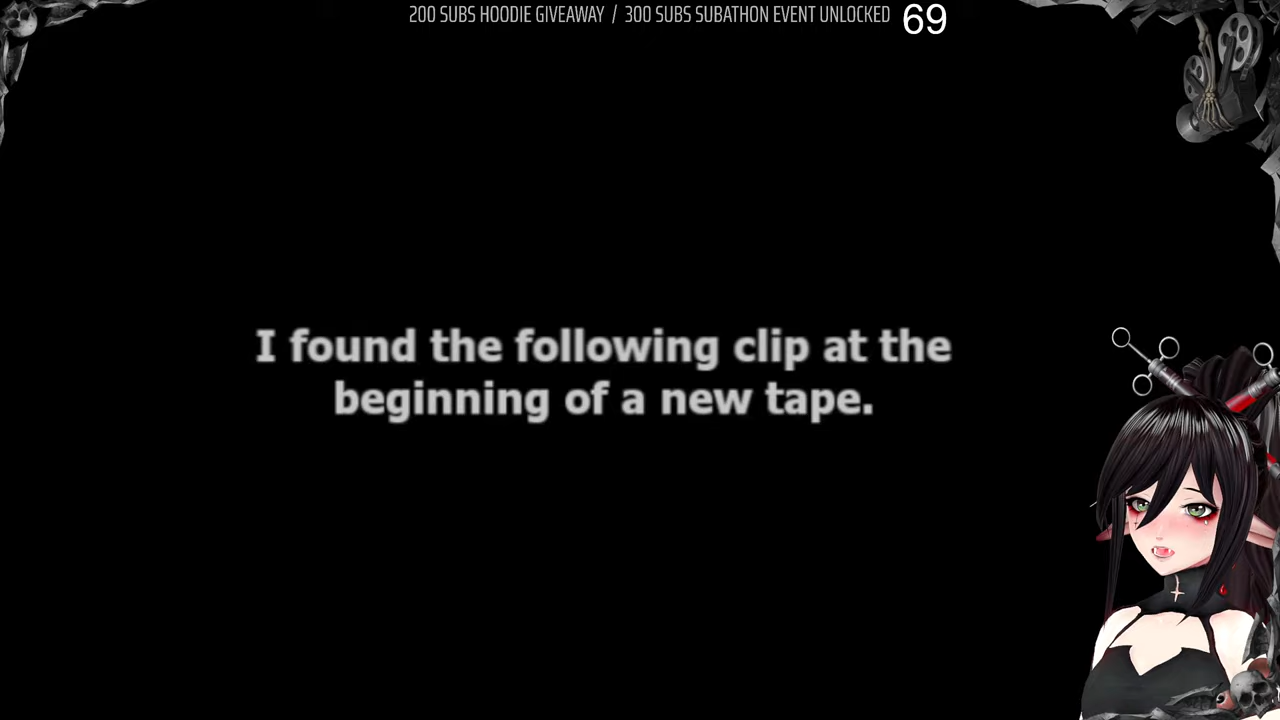 200 SUBS HOODIE GIVEAWAY / 300 SUBS SUBATHON EVENT UNLOCKED 69
I found the following clip at the
beginning of a new tape.